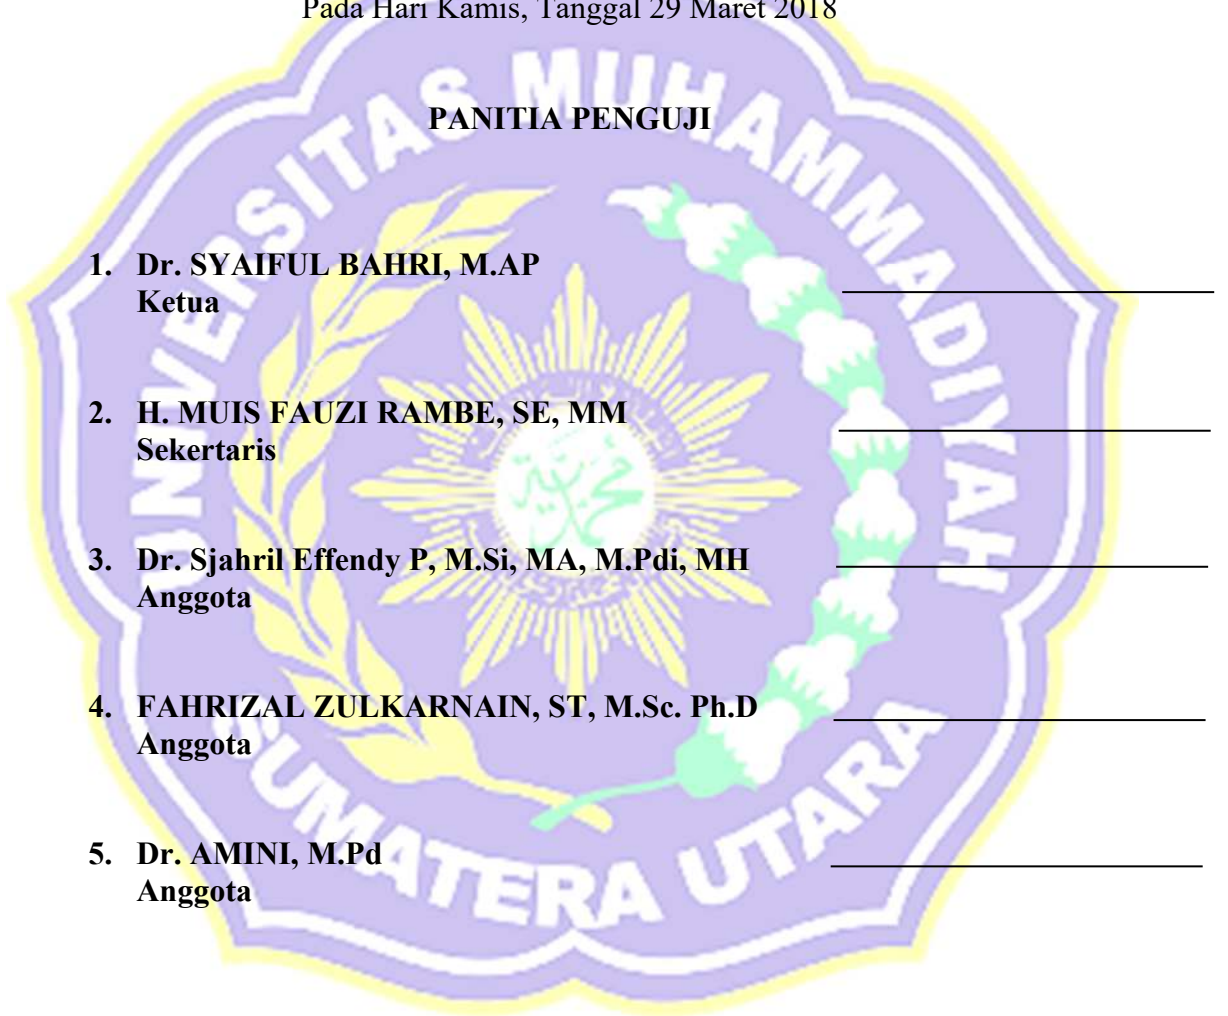 Pada Hari Kamis, Tanggal 29 Maret 2018
PANITIA PENGUJI
UNIVERSITAS MUHAMMADIYAH
SUMATERA UTARA
1. Dr. SYAIFUL BAHRI, M.AP
Ketua
2. H. MUIS FAUZI RAMBE, SE, MM
Sekertaris
3. Dr. Sjahril Effendy P, M.Si, MA, M.Pdi, MH
Anggota
4. FAHRIZAL ZULKARNAIN, ST, M.Sc. Ph.D
Anggota
5. Dr. AMINI, M.Pd
Anggota